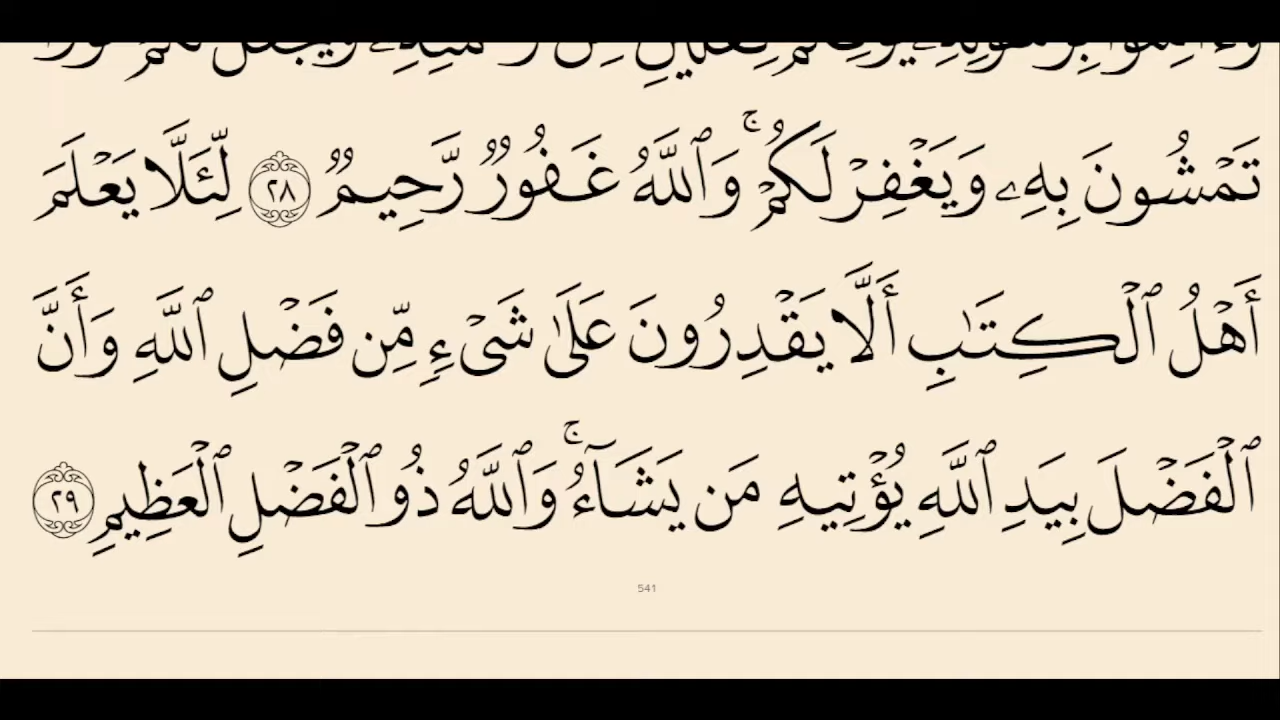 تَمْشُونَ بِهِۦ وَيَغْفِرْ لَكُمْ ۚ وَٱللَّهُ غَفُورٌ رَّحِيمٌ ٢٨ لِّئَلَّا يَعْلَمَ
أَهْلُ ٱلْكِتَـٰبِ أَلَّا يَقْدِرُونَ عَلَىٰ شَىْءٍ مِّن فَضْلِ ٱللَّهِ وَأَنَّ
ٱلْفَضْلَ بِيَدِ ٱللَّهِ يُؤْتِيهِ مَن يَشَآءُ ۚ وَٱللَّهُ ذُو ٱلْفَضْلِ ٱلْعَظِيمِ ٢٩
541